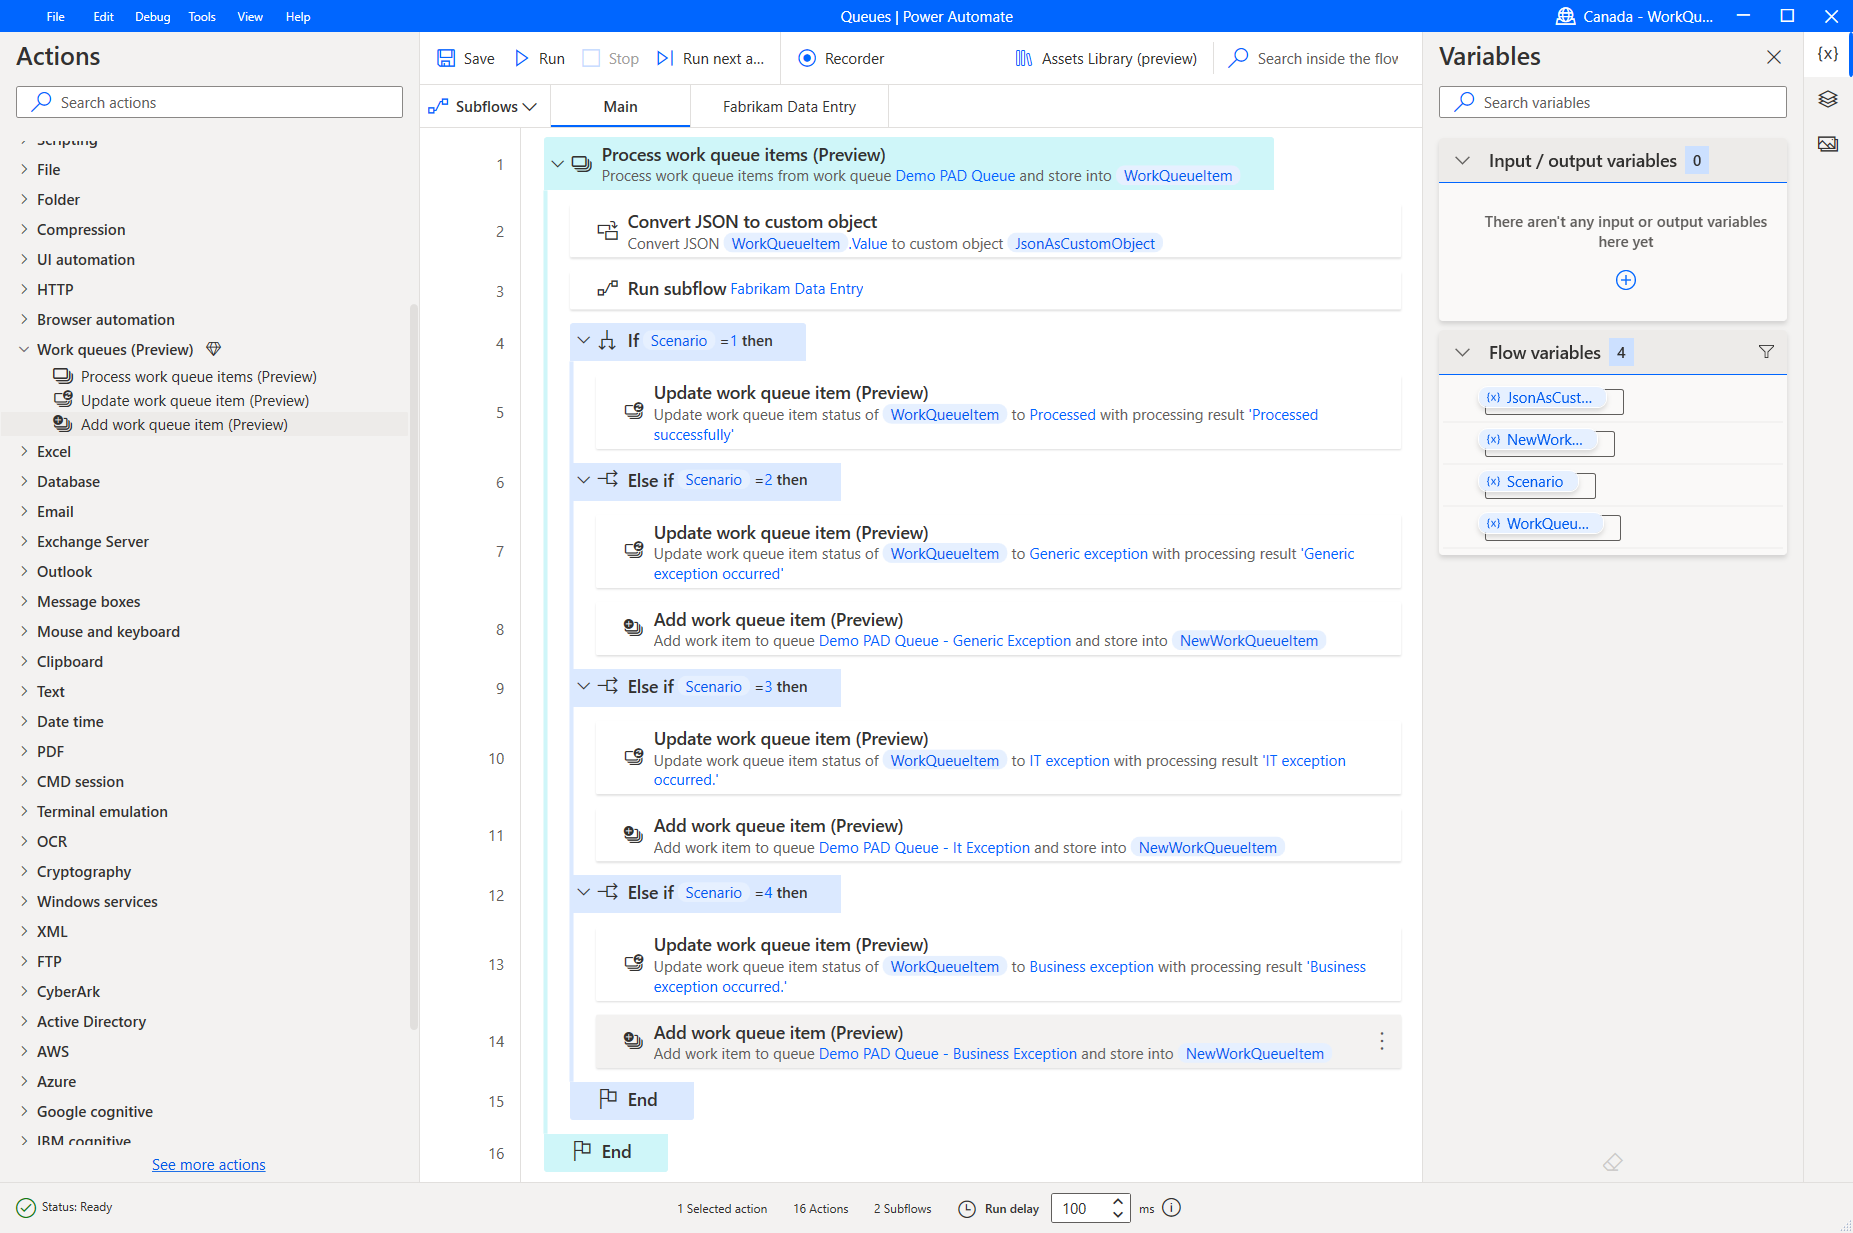 File Edit Debug Tools View Help
Queues | Power Automate
Canada - WorkQu...
Actions
Search actions
Scripting
File
Folder
Compression
UI automation
HTTP
Browser automation
Work queues (Preview)
Process work queue items (Preview)
Update work queue item (Preview)
Add work queue item (Preview)
Excel
Database
Email
Exchange Server
Outlook
Message boxes
Mouse and keyboard
Clipboard
Text
Date time
PDF
CMD session
Terminal emulation
OCR
Cryptography
Windows services
XML
FTP
CyberArk
Active Directory
AWS
Azure
Google cognitive
IBM cognitive
See more actions
Save Run Stop Run next a... Recorder Assets Library (preview) Search inside the flow
Subflows Main Fabrikam Data Entry
1 Process work queue items (Preview)
Process work queue items from work queue Demo PAD Queue and store into WorkQueueItem
2 Convert JSON to custom object
Convert JSON WorkQueueItem .Value to custom object JsonAsCustomObject
3 Run subflow Fabrikam Data Entry
4 If Scenario =1 then
5 Update work queue item (Preview)
Update work queue item status of WorkQueueItem to Processed with processing result 'Processed
successfully'
6 Else if Scenario =2 then
7 Update work queue item (Preview)
Update work queue item status of WorkQueueItem to Generic exception with processing result 'Generic
exception occurred'
8 Add work queue item (Preview)
Add work item to queue Demo PAD Queue - Generic Exception and store into NewWorkQueueItem
9 Else if Scenario =3 then
10 Update work queue item (Preview)
Update work queue item status of WorkQueueItem to IT exception with processing result 'IT exception
occurred.'
11 Add work queue item (Preview)
Add work item to queue Demo PAD Queue - It Exception and store into NewWorkQueueItem
12 Else if Scenario =4 then
13 Update work queue item (Preview)
Update work queue item status of WorkQueueItem to Business exception with processing result 'Business
exception occurred.'
14 Add work queue item (Preview)
Add work item to queue Demo PAD Queue - Business Exception and store into NewWorkQueueItem
15 End
16 End
Variables
{x}
Search variables
Input / output variables 0
There aren't any input or output variables
here yet
Flow variables 4
{x} JsonAsCust...
{x} NewWork...
{x} Scenario
{x} WorkQueu...
Status: Ready
1 Selected action 16 Actions 2 Subflows Run delay 100 ms